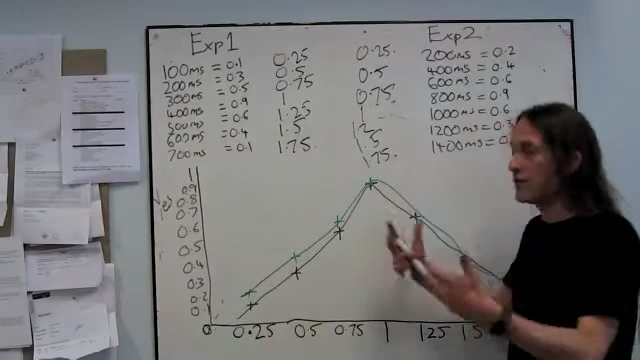 Exp1
100ms = 0.1
200ms = 0.3
300ms = 0.5
400ms = 0.9
500ms = 0.6
600ms = 0.4
700ms = 0.1
0.25
0.5
0.75
1
1.25
1.5
1.75
0.25
0.5
0.75
1
1.5
1.75
Exp2
200ms = 0.2
400ms = 0.4
600ms = 0.6
800ms = 0.9
1000ms = 0.6
1200ms = 0.3
1400ms = 0.
1
0.9
0.8
0.7
0.6
0.5
0.4
0.3
0.2
0.1
0 0.25 0.5 0.75 1 1.25 1.5